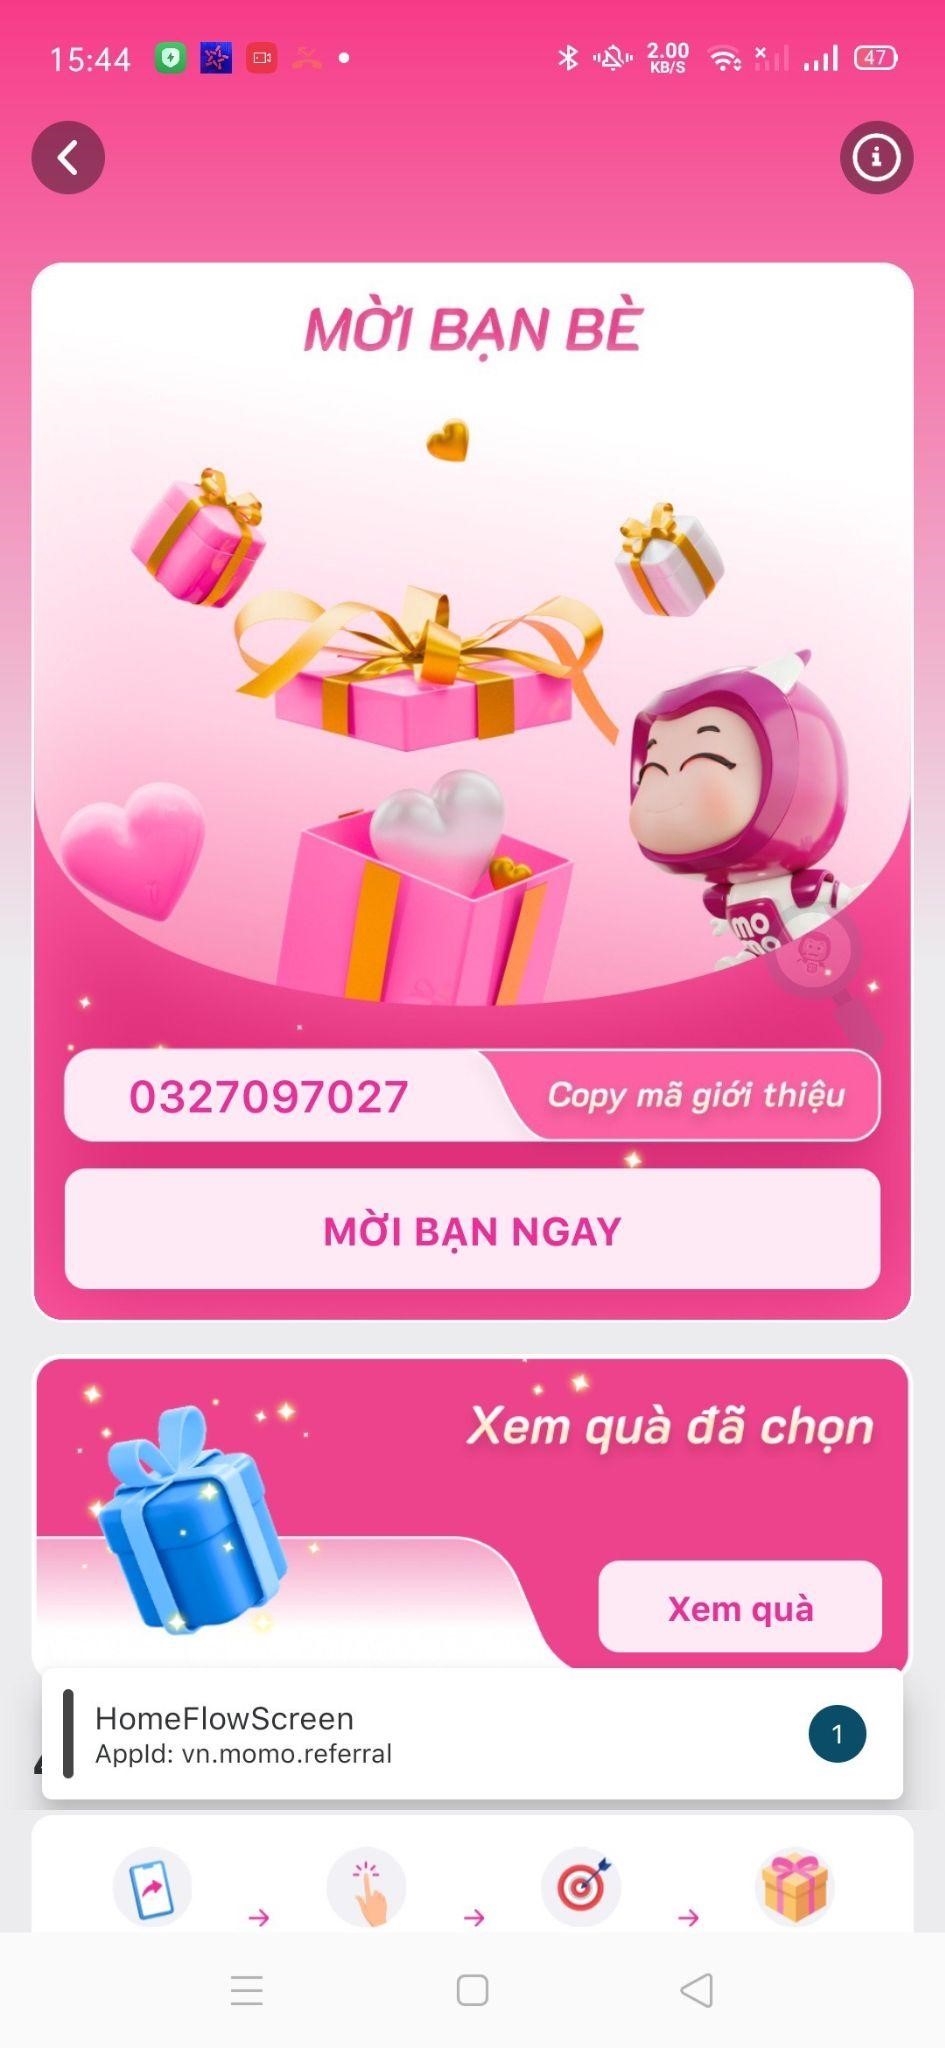 15:44
2.00
KB/S
47
MỜI BẠN BÈ
mo
mo
0327097027
Copy mã giới thiệu
MỜI BẠN NGAY
Xem quà đã chọn
Xem quà
HomeFlowScreen
AppId: vn.momo.referral
1